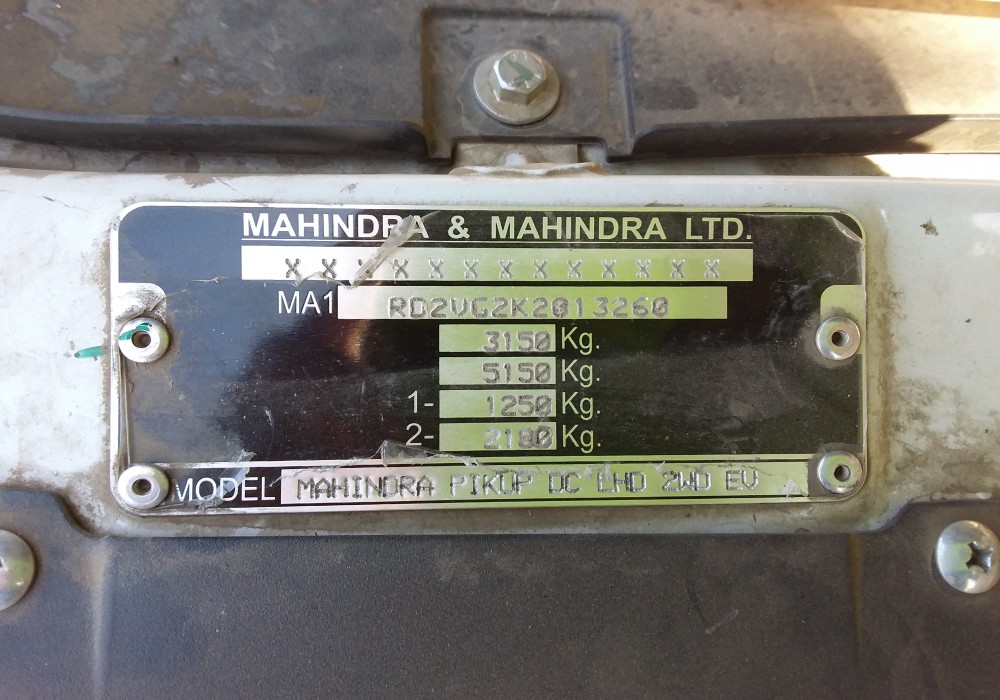 MAHINDRA & MAHINDRA LTD.
X X X X X X X X X X X X X
MA1 RD2VG2K2013260
3150 Kg.
5150 Kg.
1- 1250 Kg.
2- 2180 Kg.
MODEL MAHINDRA PIKUP DC LHD 2WD EV